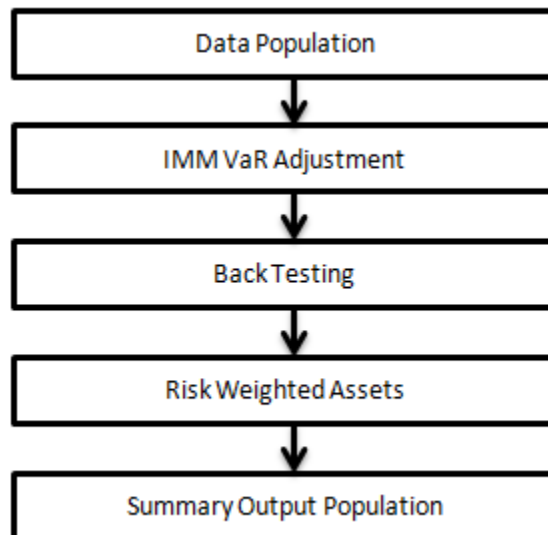 Data Population
IMM VaR Adjustment
Back Testing
Risk Weighted Assets
Summary Output Population